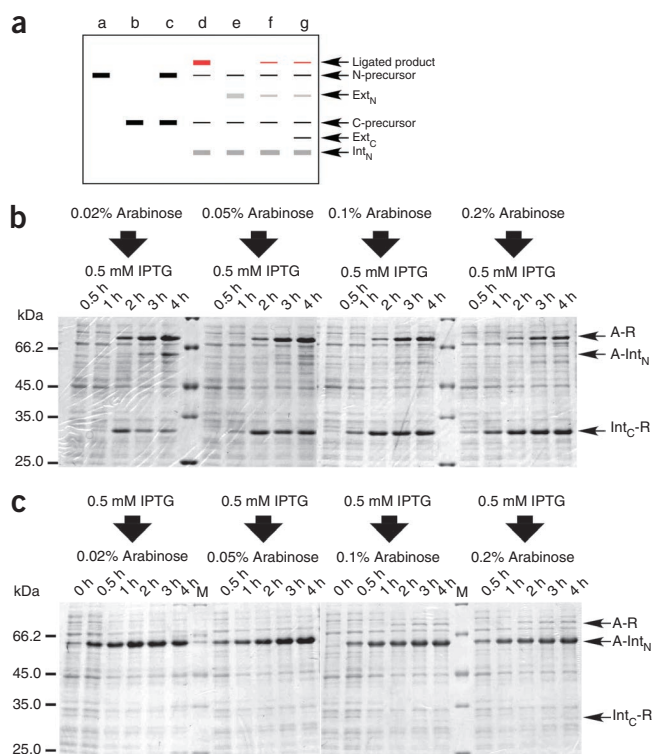 a
a b c d e f g
Ligated product
N-precursor
ExtN
C-precursor
ExtC
IntN
b
0.02% Arabinose 0.05% Arabinose 0.1% Arabinose 0.2% Arabinose
0.5 mM IPTG 0.5 mM IPTG 0.5 mM IPTG 0.5 mM IPTG
0.5 h 1 h 2 h 3 h 4 h 0.5 h 1 h 2 h 3 h 4 h 0.5 h 1 h 2 h 3 h 4 h 0.5 h 1 h 2 h 3 h 4 h
kDa
66.2
45.0
35.0
25.0
A-R
A-IntN
IntC-R
c
0.5 mM IPTG 0.5 mM IPTG 0.5 mM IPTG 0.5 mM IPTG
0.02% Arabinose 0.05% Arabinose 0.1% Arabinose 0.2% Arabinose
kDa
0 h 0.5 h 1 h 2 h 3 h 4 h M 0.5 h 1 h 2 h 3 h 4 h 0 h 0.5 h 1 h 2 h 3 h 4 h M 0.5 h 1 h 2 h 3 h 4 h
66.2
45.0
35.0
25.0
A-R
A-IntN
IntC-R